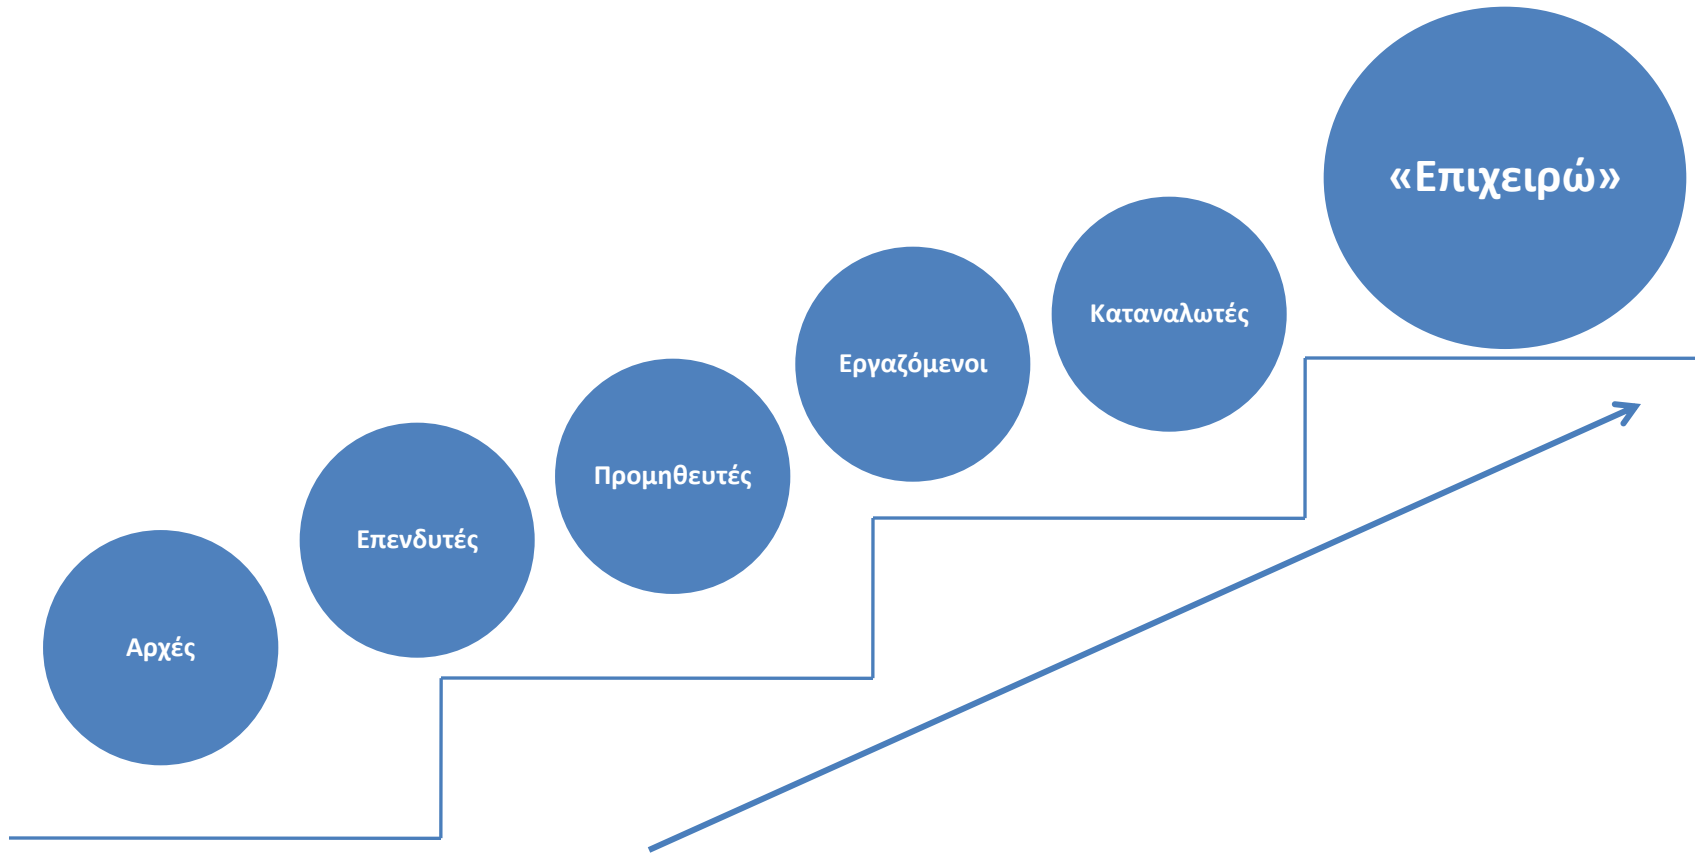 «Επιχειρώ»
Καταναλωτές
Εργαζόμενοι
Προμηθευτές
Επενδυτές
Αρχές